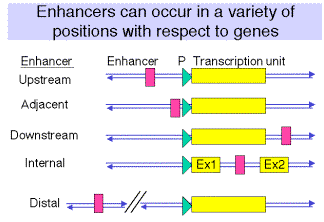 Enhancers can occur in a variety of
positions with respect to genes
Enhancer Enhancer P Transcription unit
Upstream
Adjacent
Downstream
Internal Ex1 Ex2
Distal